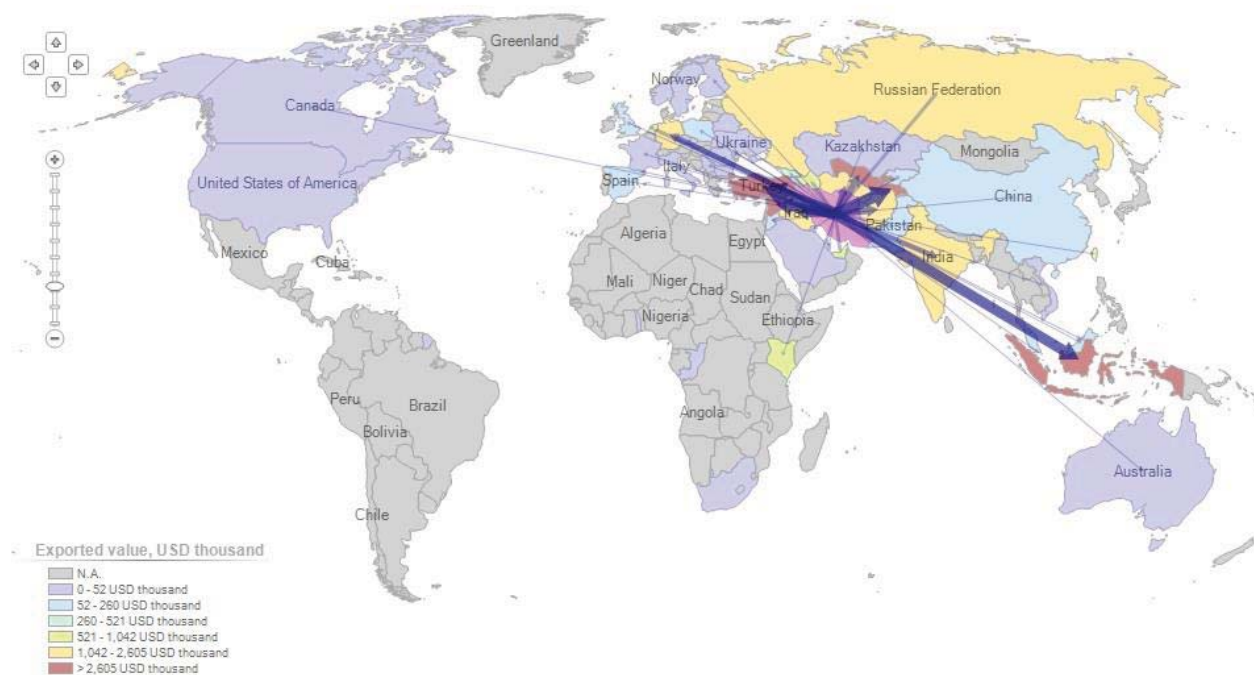 Greenland
Norway
Russian Federation
Canada
Ukraine
Kazakhstan
Mongolia
Italy
United States of America
Spain
Turkey
China
Iraq
Pakistan
Algeria
Egypt
Mexico
India
Cuba
Mali
Niger
Chad
Sudan
Nigeria
Ethiopia
Peru
Brazil
Angola
Bolivia
Australia
Chile
Exported value, USD thousand
N.A.
0 - 52 USD thousand
52 - 260 USD thousand
260 - 521 USD thousand
521 - 1,042 USD thousand
1,042 - 2,605 USD thousand
> 2,605 USD thousand